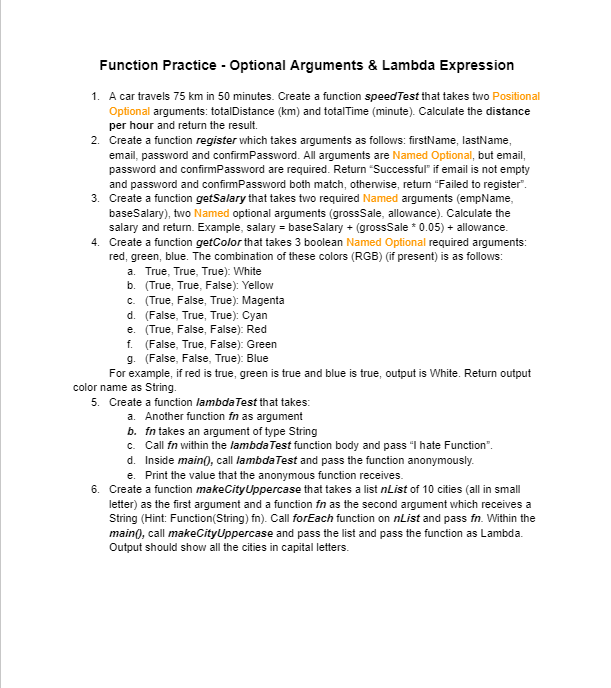 Function Practice - Optional Arguments & Lambda Expression
1. A car travels 75 km in 50 minutes. Create a function speedTest that takes two Positional
Optional arguments: totalDistance (km) and totalTime (minute). Calculate the distance
per hour and return the result.
2. Create a function register which takes arguments as follows: firstName, lastName,
email, password and confirmPassword. All arguments are Named Optional, but email,
password and confirmPassword are required. Return “Successful” if email is not empty
and password and confirmPassword both match, otherwise, return “Failed to register”.
3. Create a function getSalary that takes two required Named arguments (empName,
baseSalary), two Named optional arguments (grossSale, allowance). Calculate the
salary and return. Example, salary = baseSalary + (grossSale * 0.05) + allowance.
4. Create a function getColor that takes 3 boolean Named Optional required arguments:
red, green, blue. The combination of these colors (RGB) (if present) is as follows:
a. True, True, True): White
b. (True, True, False): Yellow
c. (True, False, True): Magenta
d. (False, True, True): Cyan
e. (True, False, False): Red
f. (False, True, False): Green
g. (False, False, True): Blue
For example, if red is true, green is true and blue is true, output is White. Return output
color name as String.
5. Create a function lambdaTest that takes:
a. Another function fn as argument
b. fn takes an argument of type String
c. Call fn within the lambdaTest function body and pass “I hate Function”.
d. Inside main(), call lambdaTest and pass the function anonymously.
e. Print the value that the anonymous function receives.
6. Create a function makeCityUppercase that takes a list nList of 10 cities (all in small
letter) as the first argument and a function fn as the second argument which receives a
String (Hint: Function(String) fn). Call forEach function on nList and pass fn. Within the
main(), call makeCityUppercase and pass the list and pass the function as Lambda.
Output should show all the cities in capital letters.